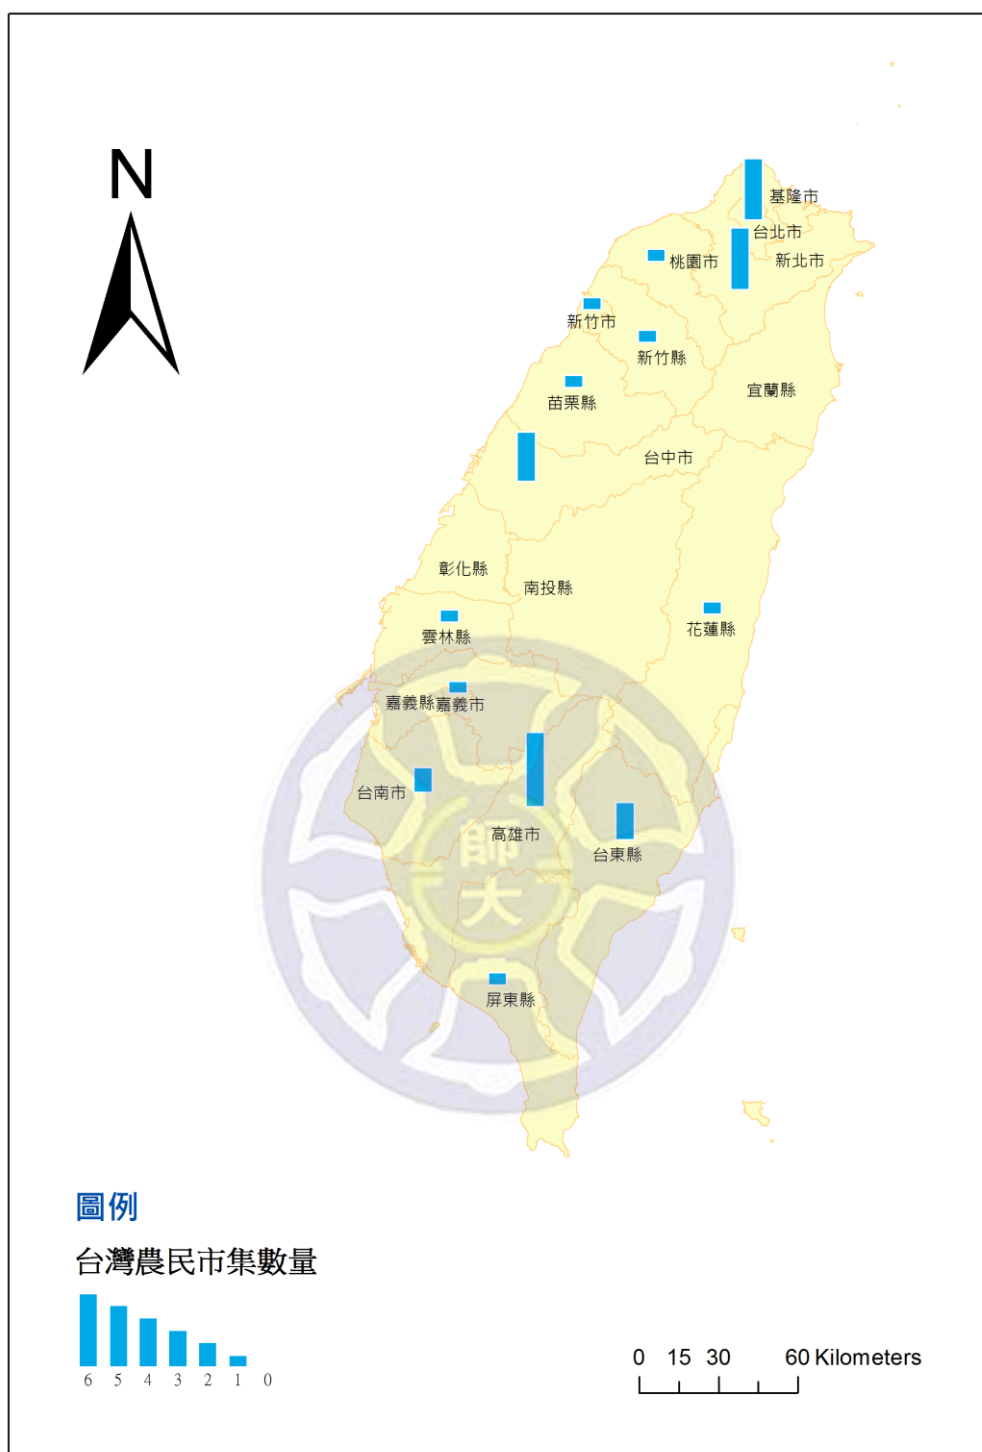 N
基隆市
台北市
新北市
桃園市
新竹市
新竹縣
苗栗縣
宜蘭縣
台中市
彰化縣
南投縣
花蓮縣
雲林縣
嘉義縣 嘉義市
台南市
高雄市
台東縣
師大
屏東縣
圖例
台灣農民市集數量
6 5 4 3 2 1 0
0 15 30 60 Kilometers